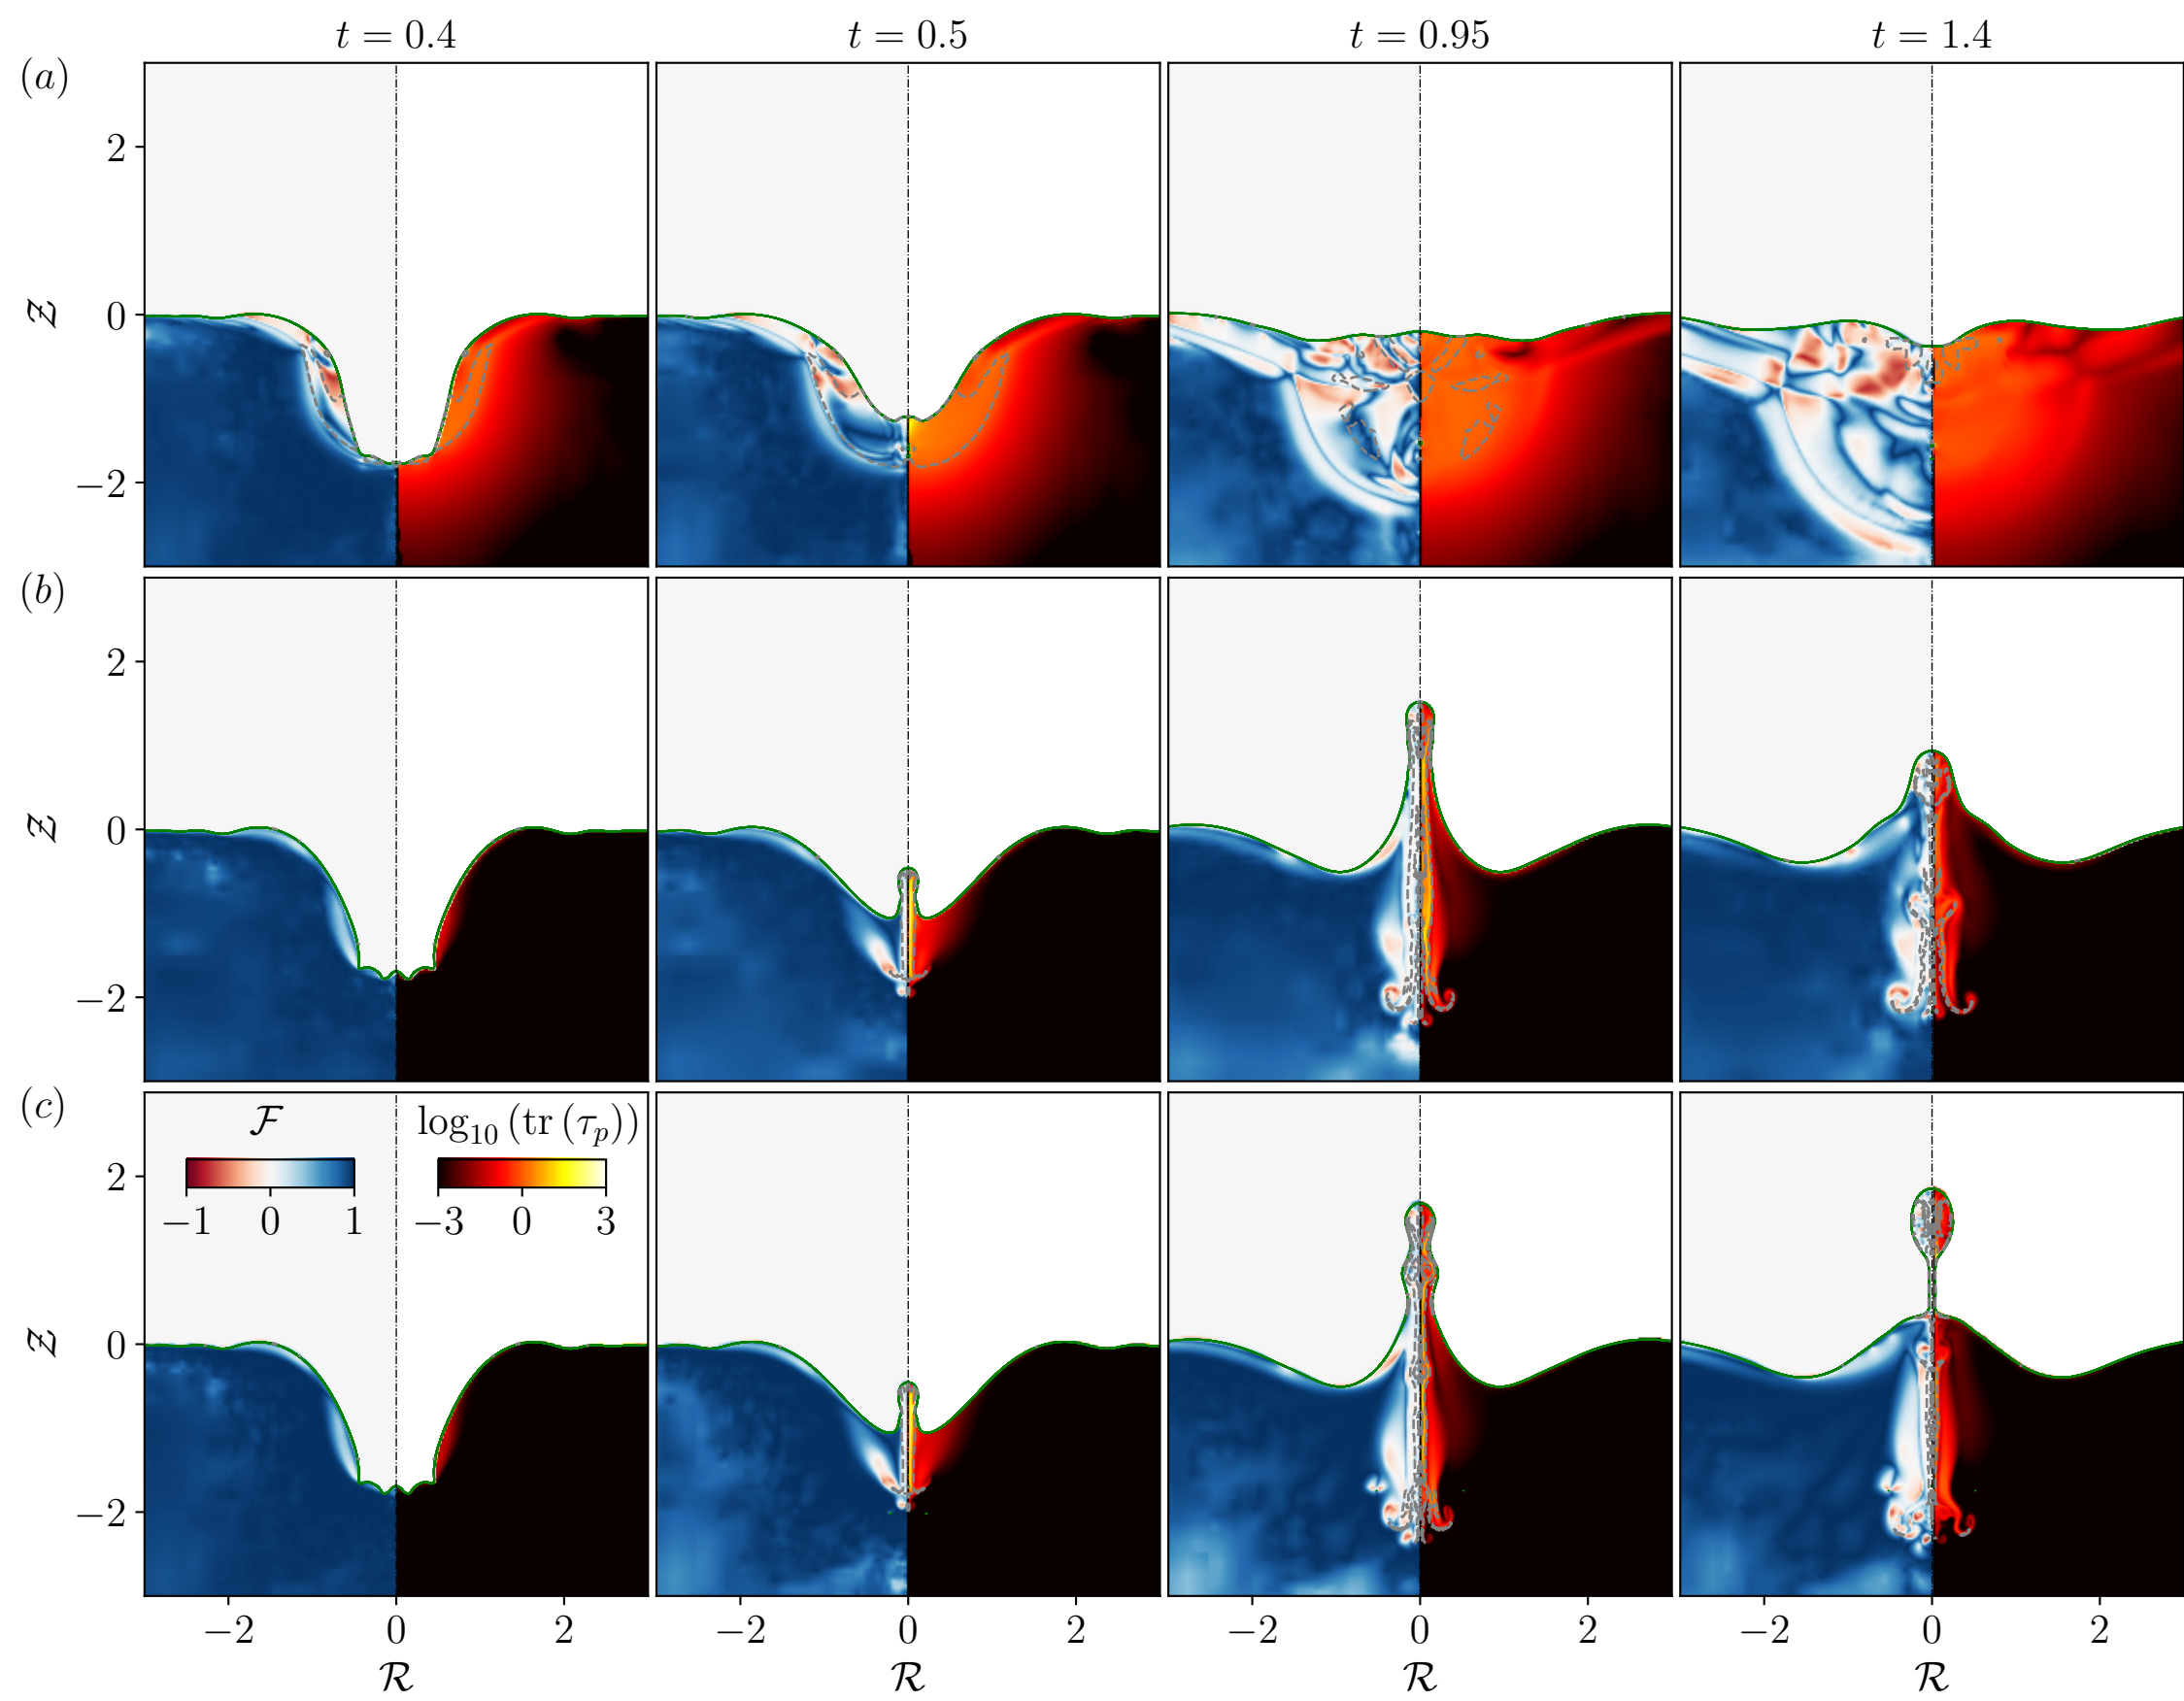 t = 0.4 t = 0.5 t = 0.95 t = 1.4
(a)
2
0
−2
𝒵
(b)
2
0
−2
𝒵
(c)
ℱ log₁₀ (tr (τₚ))
−1 0 1 −3 0 3
2
0
−2
𝒵
−2 0 2 −2 0 2 −2 0 2 −2 0 2
ℛ ℛ ℛ ℛ